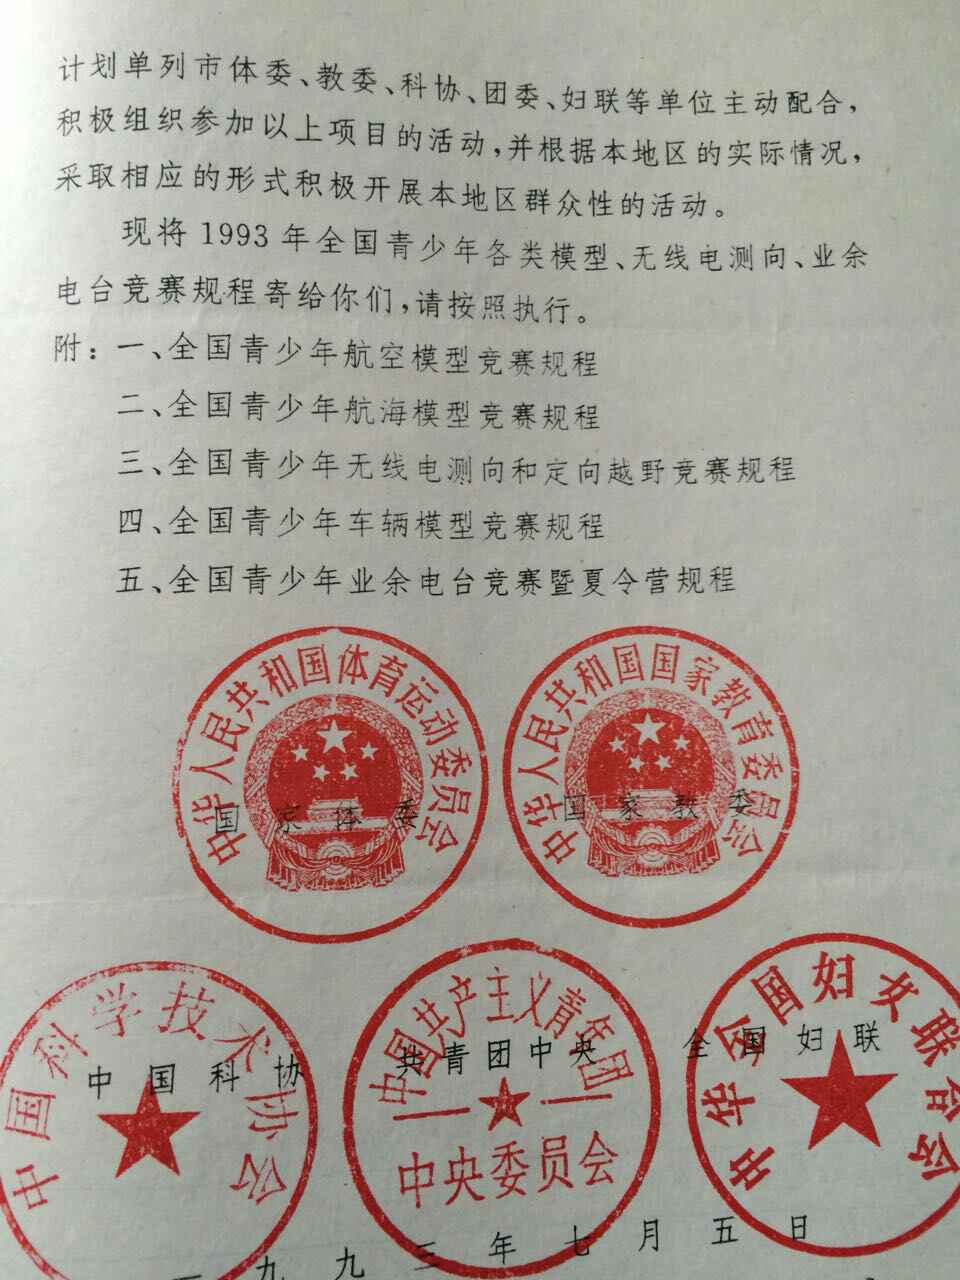 计划单列市体委、教委、科协、团委、妇联等单位主动配合，
积极组织参加以上项目的活动，并根据本地区的实际情况，
采取相应的形式积极开展本地区群众性的活动。
现将1993年全国青少年各类模型、无线电测向、业余
电台竞赛规程寄给你们，请按照执行。
附：一、全国青少年航空模型竞赛规程
二、全国青少年航海模型竞赛规程
三、全国青少年无线电测向和定向越野竞赛规程
四、全国青少年车辆模型竞赛规程
五、全国青少年业余电台竞赛暨夏令营规程
中华人民共和国体育运动委员会
国家体委
中华人民共和国国家教育委员会
国家教委
中国科学技术协会
中国科协
中国共产主义青年团
共青团中央
中央委员会
中华全国妇女联合会
全国妇联
一九九三年七月五日